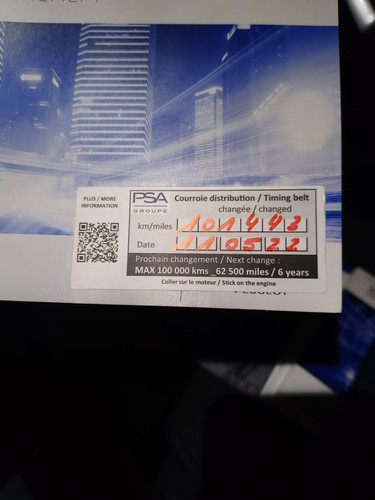 PLUS / MORE
INFORMATION
PSA
GROUPE
Courroie distribution / Timing belt
changée / changed
km/miles 101443
Date 110522
Prochain changement / Next change :
MAX 100 000 kms _62 500 miles / 6 years
Coller sur le moteur / Stick on the engine